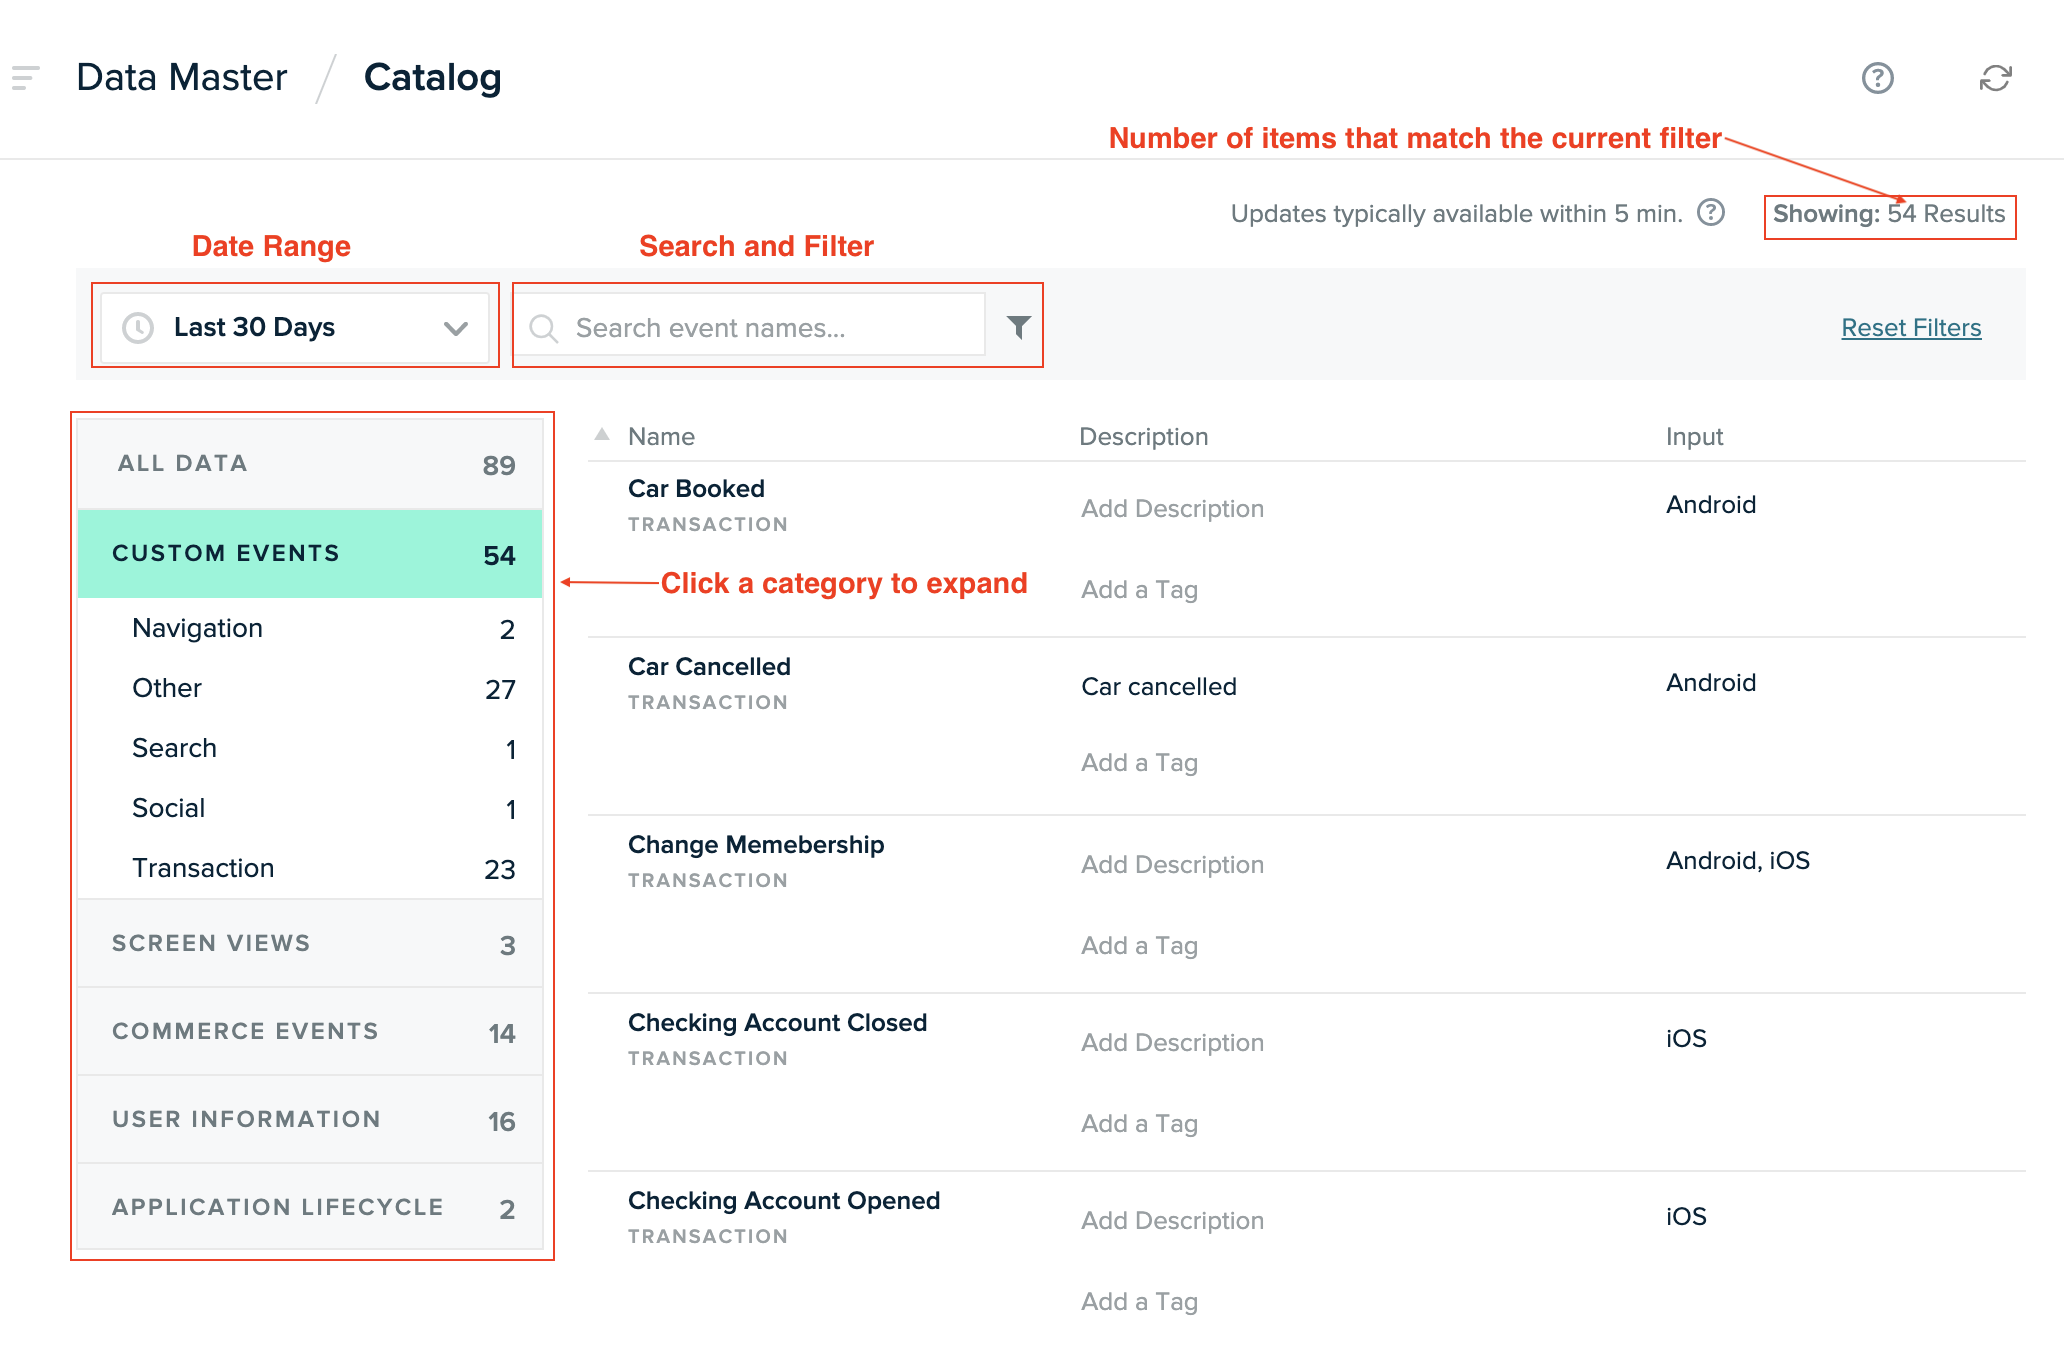 Data Master / Catalog
Number of items that match the current filter
Updates typically available within 5 min.
Showing: 54 Results
Date Range
Search and Filter
Last 30 Days
Search event names...
Reset Filters
ALL DATA 89
CUSTOM EVENTS 54
Navigation 2
Other 27
Search 1
Social 1
Transaction 23
SCREEN VIEWS 3
COMMERCE EVENTS 14
USER INFORMATION 16
APPLICATION LIFECYCLE 2
Click a category to expand
Name Description Input
Car Booked
TRANSACTION
Add Description
Android
Add a Tag
Car Cancelled
TRANSACTION
Car cancelled
Android
Add a Tag
Change Memebership
TRANSACTION
Add Description
Android, iOS
Add a Tag
Checking Account Closed
TRANSACTION
Add Description
iOS
Add a Tag
Checking Account Opened
TRANSACTION
Add Description
iOS
Add a Tag